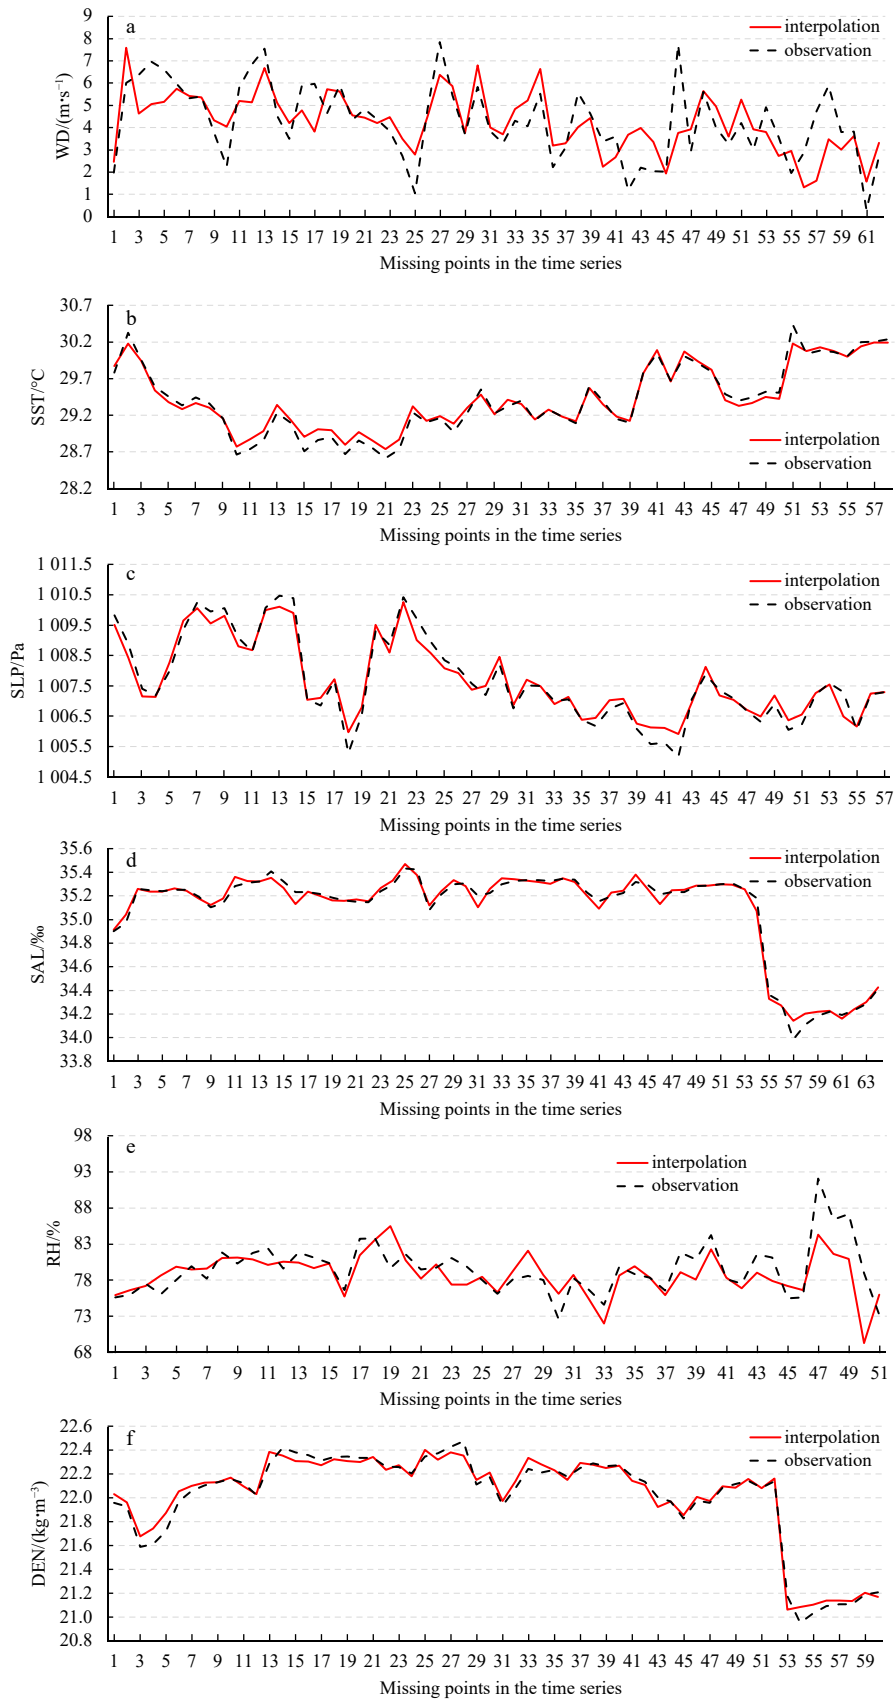 a
interpolation
observation
WD/(m·s⁻¹)
9
8
7
6
5
4
3
2
1
0
1 3 5 7 9 11 13 15 17 19 21 23 25 27 29 31 33 35 37 39 41 43 45 47 49 51 53 55 57 59 61
Missing points in the time series
b
SST/°C
30.7
30.2
29.7
29.2
28.7
28.2
interpolation
observation
1 3 5 7 9 11 13 15 17 19 21 23 25 27 29 31 33 35 37 39 41 43 45 47 49 51 53 55 57
Missing points in the time series
c
interpolation
observation
SLP/Pa
1 011.5
1 010.5
1 009.5
1 008.5
1 007.5
1 006.5
1 005.5
1 004.5
1 3 5 7 9 11 13 15 17 19 21 23 25 27 29 31 33 35 37 39 41 43 45 47 49 51 53 55 57
Missing points in the time series
d
interpolation
observation
SAL/‰
35.6
35.4
35.2
35.0
34.8
34.6
34.4
34.2
34.0
33.8
1 3 5 7 9 11 13 15 17 19 21 23 25 27 29 31 33 35 37 39 41 43 45 47 49 51 53 55 57 59 61 63
Missing points in the time series
e
interpolation
observation
RH/%
98
93
88
83
78
73
68
1 3 5 7 9 11 13 15 17 19 21 23 25 27 29 31 33 35 37 39 41 43 45 47 49 51
Missing points in the time series
f
interpolation
observation
DEN/(kg·m⁻³)
22.6
22.4
22.2
22.0
21.8
21.6
21.4
21.2
21.0
20.8
1 3 5 7 9 11 13 15 17 19 21 23 25 27 29 31 33 35 37 39 41 43 45 47 49 51 53 55 57 59
Missing points in the time series